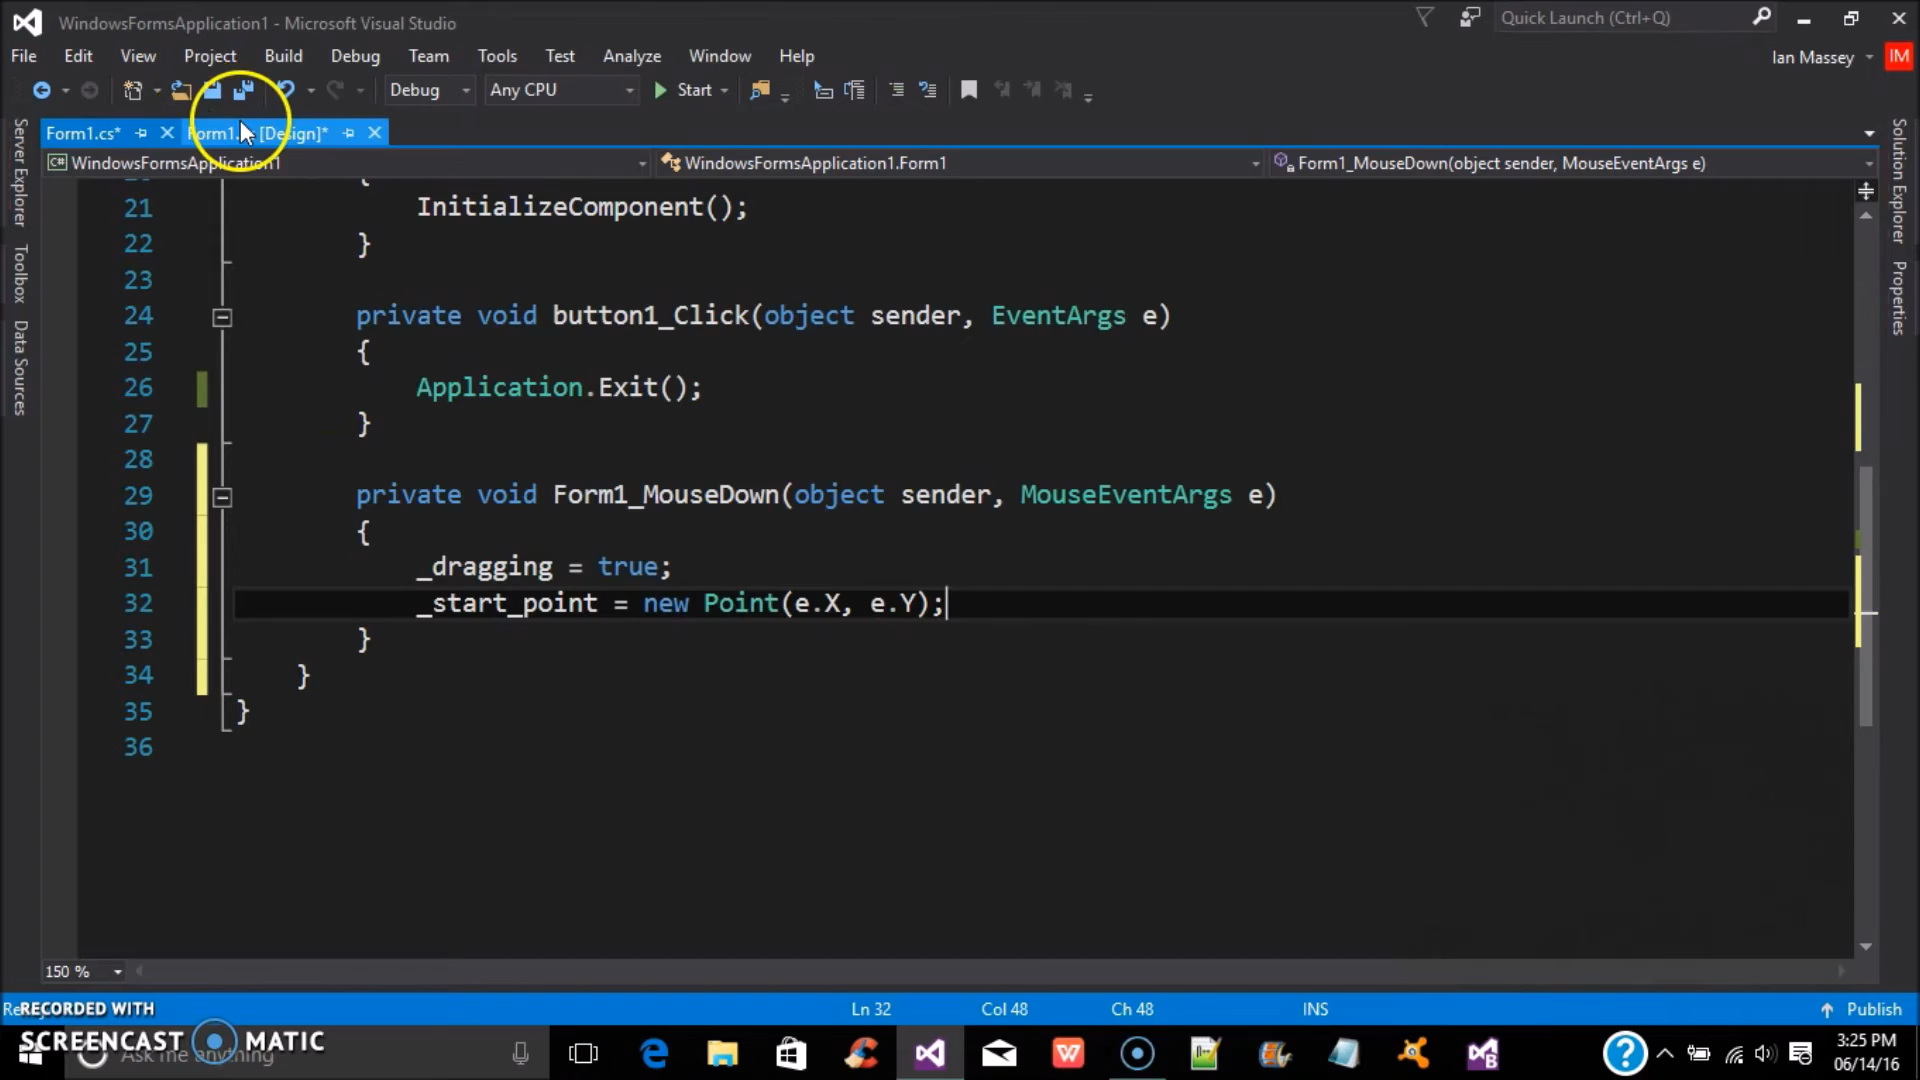 WindowsFormsApplication1 - Microsoft Visual Studio
Quick Launch (Ctrl+Q)
File Edit View Project Build Debug Team Tools Test Analyze Window Help
Ian Massey IM
Debug Any CPU Start
Form1.cs* Form1. [Design]*
C# WindowsFormsApplication1 WindowsFormsApplication1.Form1 Form1_MouseDown(object sender, MouseEventArgs e)
Server Explorer
Toolbox
Data Sources
Solution Explorer
Properties
{
21 InitializeComponent();
22 }
23
24 private void button1_Click(object sender, EventArgs e)
25 {
26 Application.Exit();
27 }
28
29 private void Form1_MouseDown(object sender, MouseEventArgs e)
30 {
31 _dragging = true;
32 _start_point = new Point(e.X, e.Y);
33 }
34 }
35 }
36
150 %
RECORDED WITH
Ln 32 Col 48 Ch 48 INS Publish
SCREENCAST MATIC
Ask me anything
3:25 PM
06/14/16